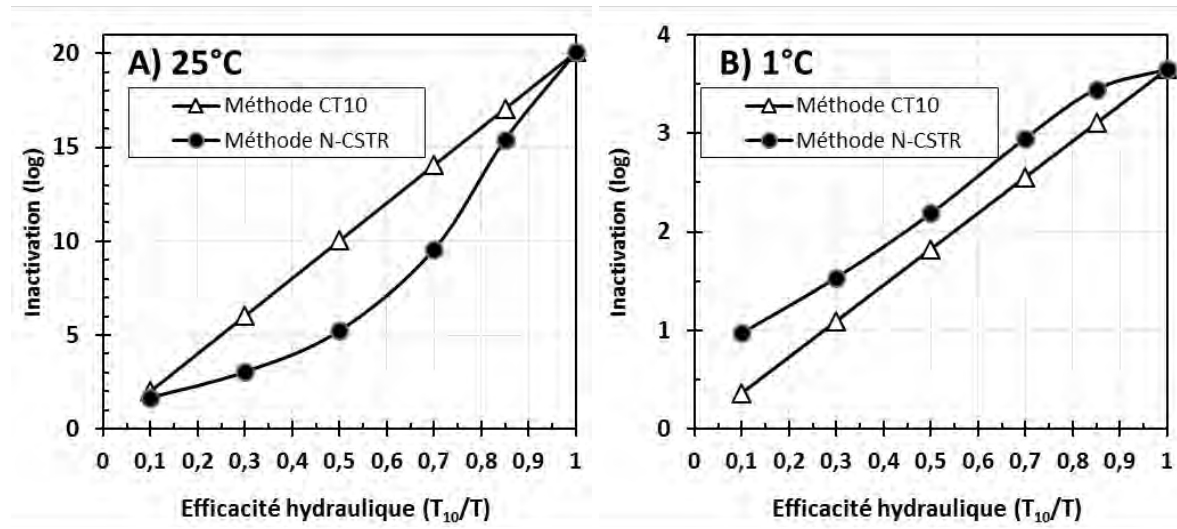 A) 25°C
Méthode CT10
Méthode N-CSTR
Inactivation (log)
20
15
10
5
0
0 0,1 0,2 0,3 0,4 0,5 0,6 0,7 0,8 0,9 1
Efficacité hydraulique (T10/T)
B) 1°C
Méthode CT10
Méthode N-CSTR
Inactivation (log)
4
3
2
1
0
0 0,1 0,2 0,3 0,4 0,5 0,6 0,7 0,8 0,9 1
Efficacité hydraulique (T10/T)